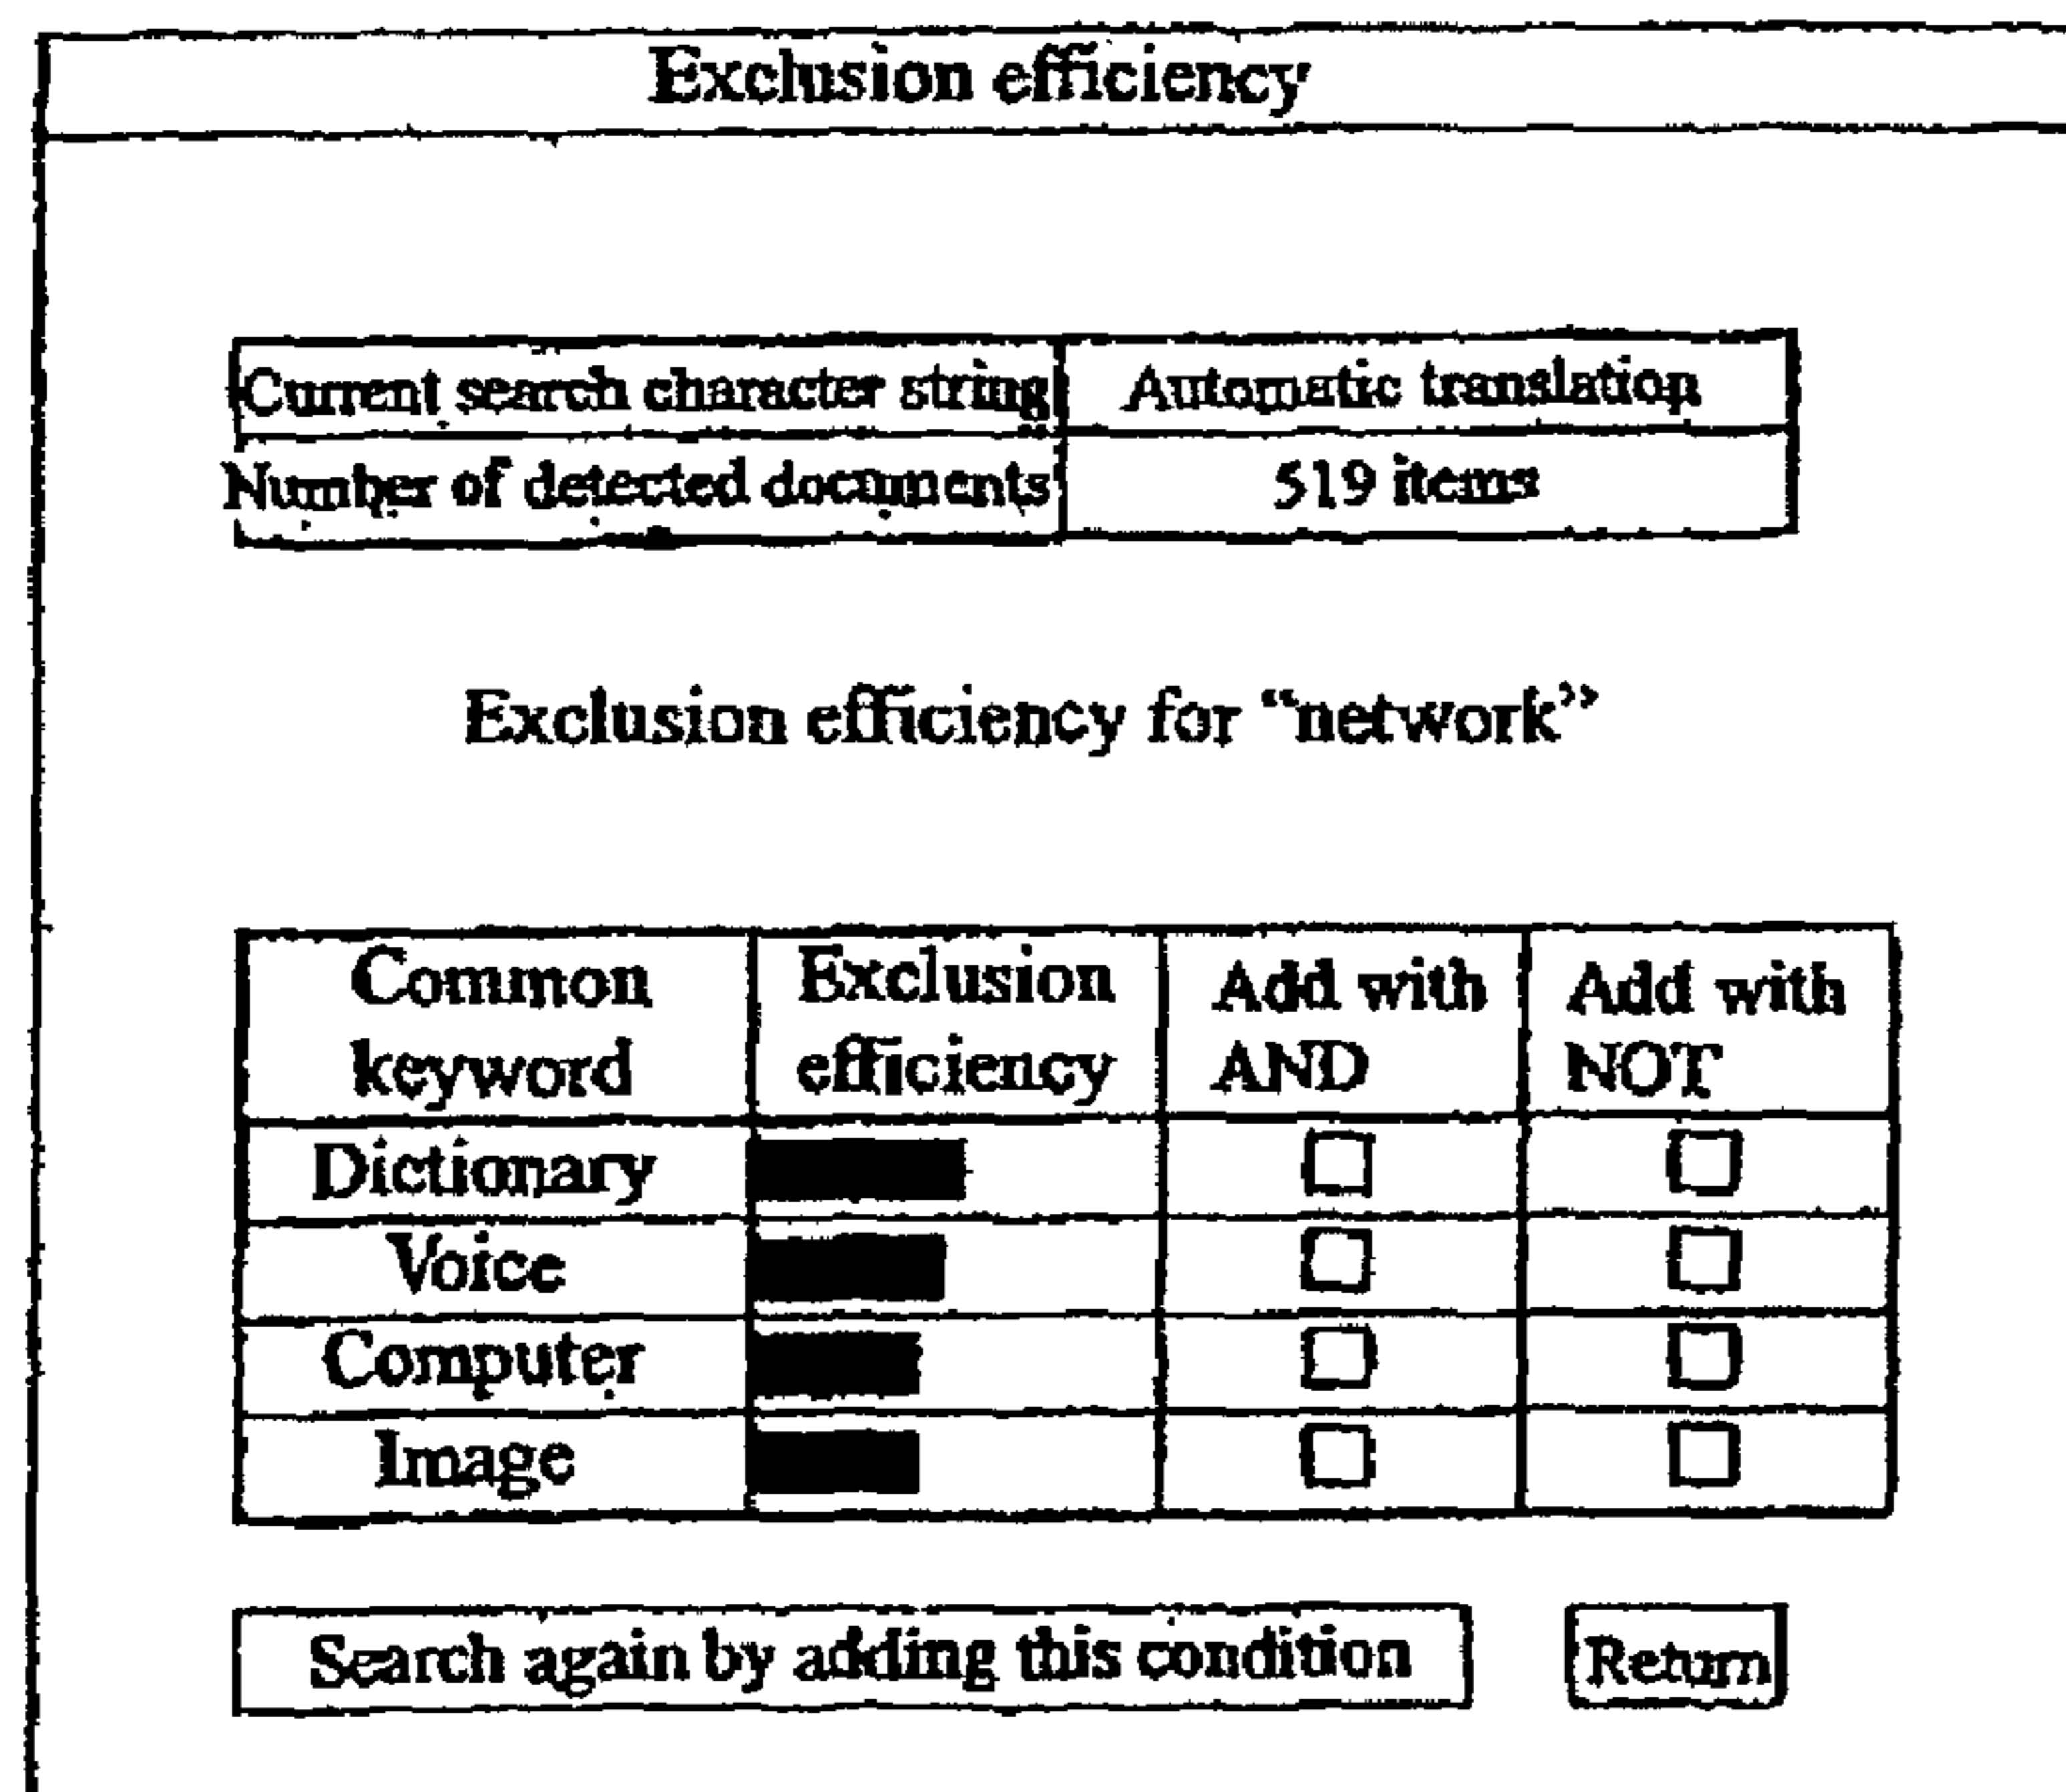 Exclusion efficiency
Current search character string Automatic translation
Number of detected documents 519 items
Exclusion efficiency for “network”
Common keyword Exclusion efficiency Add with AND Add with NOT
Dictionary
Voice
Computer
Image
Search again by adding this condition Return